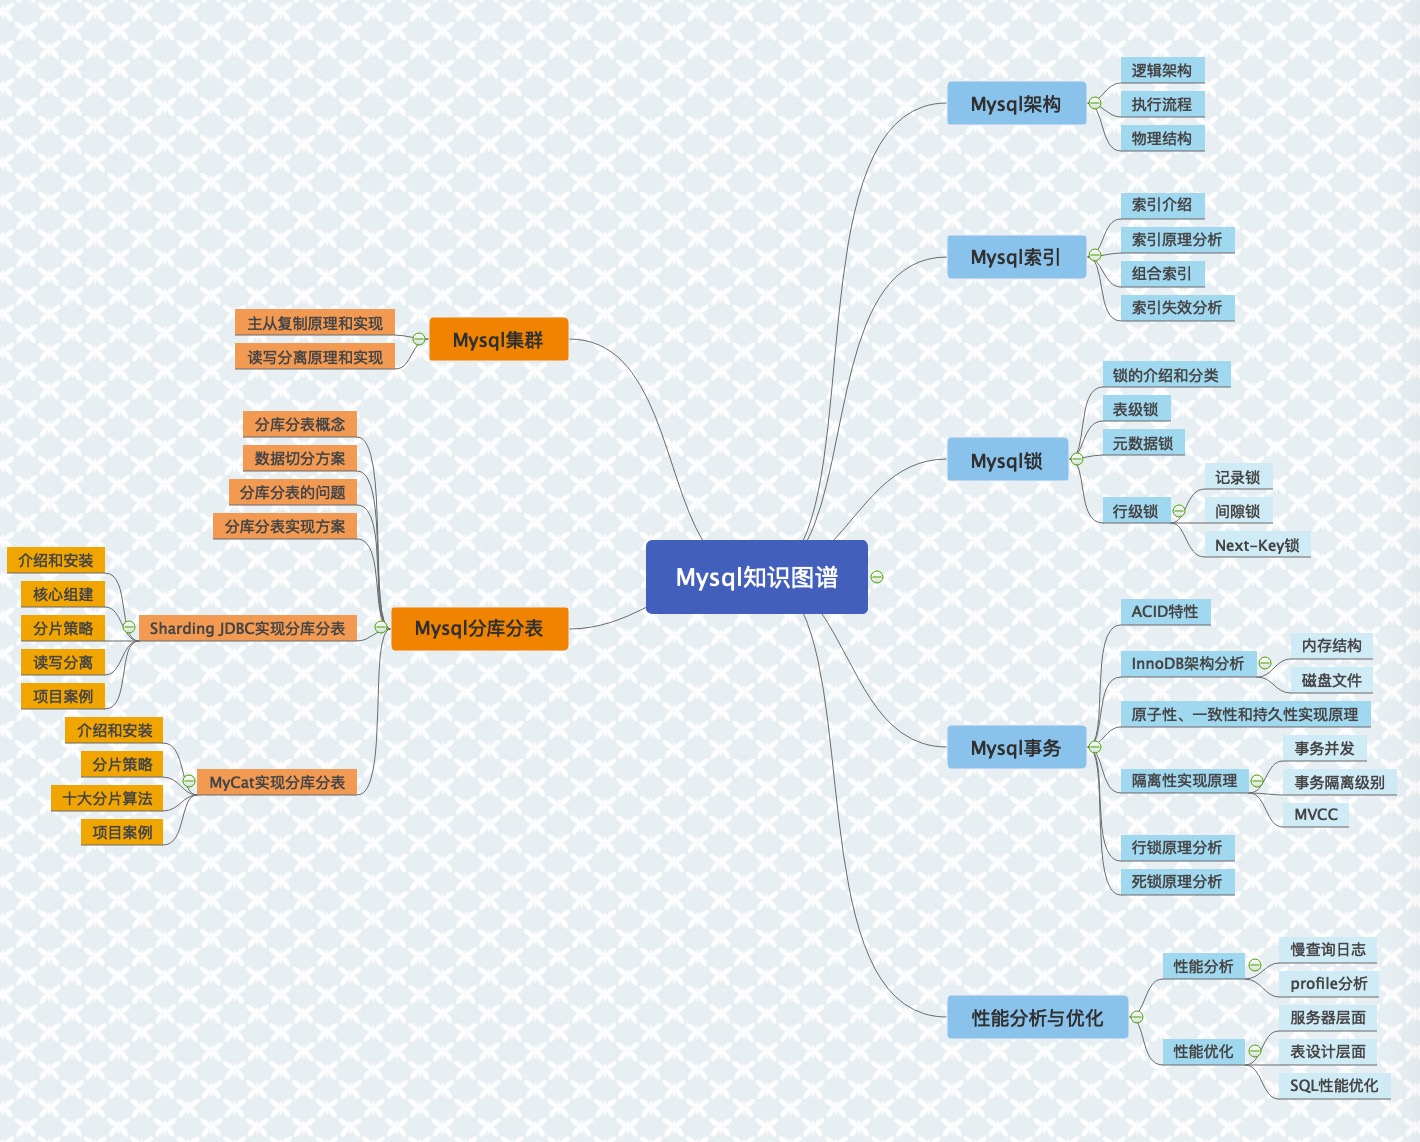 Mysql知识图谱
Mysql架构
逻辑架构
执行流程
物理结构
Mysql索引
索引介绍
索引原理分析
组合索引
索引失效分析
Mysql锁
锁的介绍和分类
表级锁
元数据锁
行级锁
记录锁
间隙锁
Next-Key锁
Mysql事务
ACID特性
InnoDB架构分析
内存结构
磁盘文件
原子性、一致性和持久性实现原理
隔离性实现原理
事务并发
事务隔离级别
MVCC
行锁原理分析
死锁原理分析
性能分析与优化
性能分析
慢查询日志
profile分析
性能优化
服务器层面
表设计层面
SQL性能优化
Mysql集群
主从复制原理和实现
读写分离原理和实现
Mysql分库分表
分库分表概念
数据切分方案
分库分表的问题
分库分表实现方案
Sharding JDBC实现分库分表
介绍和安装
核心组建
分片策略
读写分离
项目案例
MyCat实现分库分表
介绍和安装
分片策略
十大分片算法
项目案例